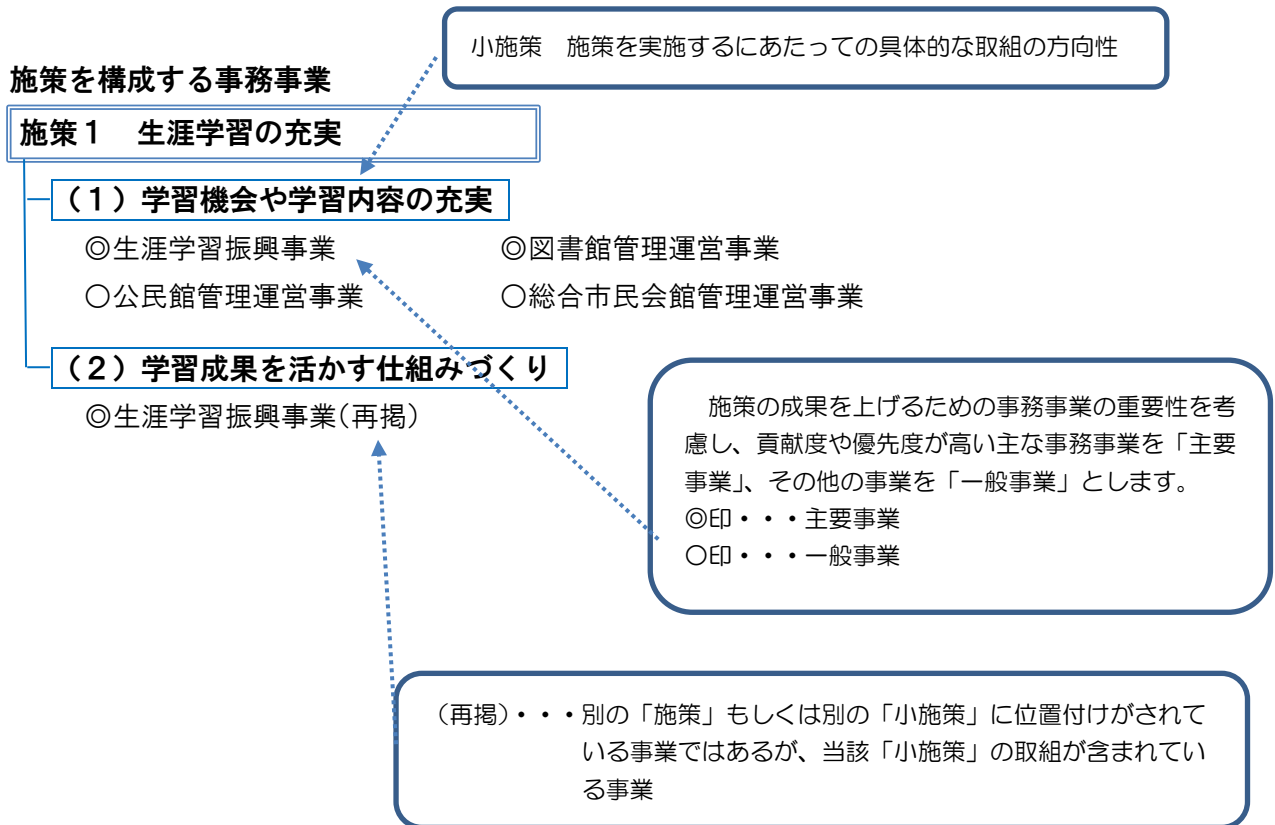 小施策　施策を実施するにあたっての具体的な取組の方向性
施策を構成する事務事業
施策１　生涯学習の充実
（１）学習機会や学習内容の充実
◎生涯学習振興事業　◎図書館管理運営事業
〇公民館管理運営事業　〇総合市民会館管理運営事業
（２）学習成果を活かす仕組みづくり
◎生涯学習振興事業(再掲)
施策の成果を上げるための事務事業の重要性を考
慮し、貢献度や優先度が高い主な事務事業を「主要
事業」、その他の事業を「一般事業」とします。
◎印・・・主要事業
〇印・・・一般事業
（再掲）・・・別の「施策」もしくは別の「小施策」に位置付けがされて
いる事業ではあるが、当該「小施策」の取組が含まれてい
る事業